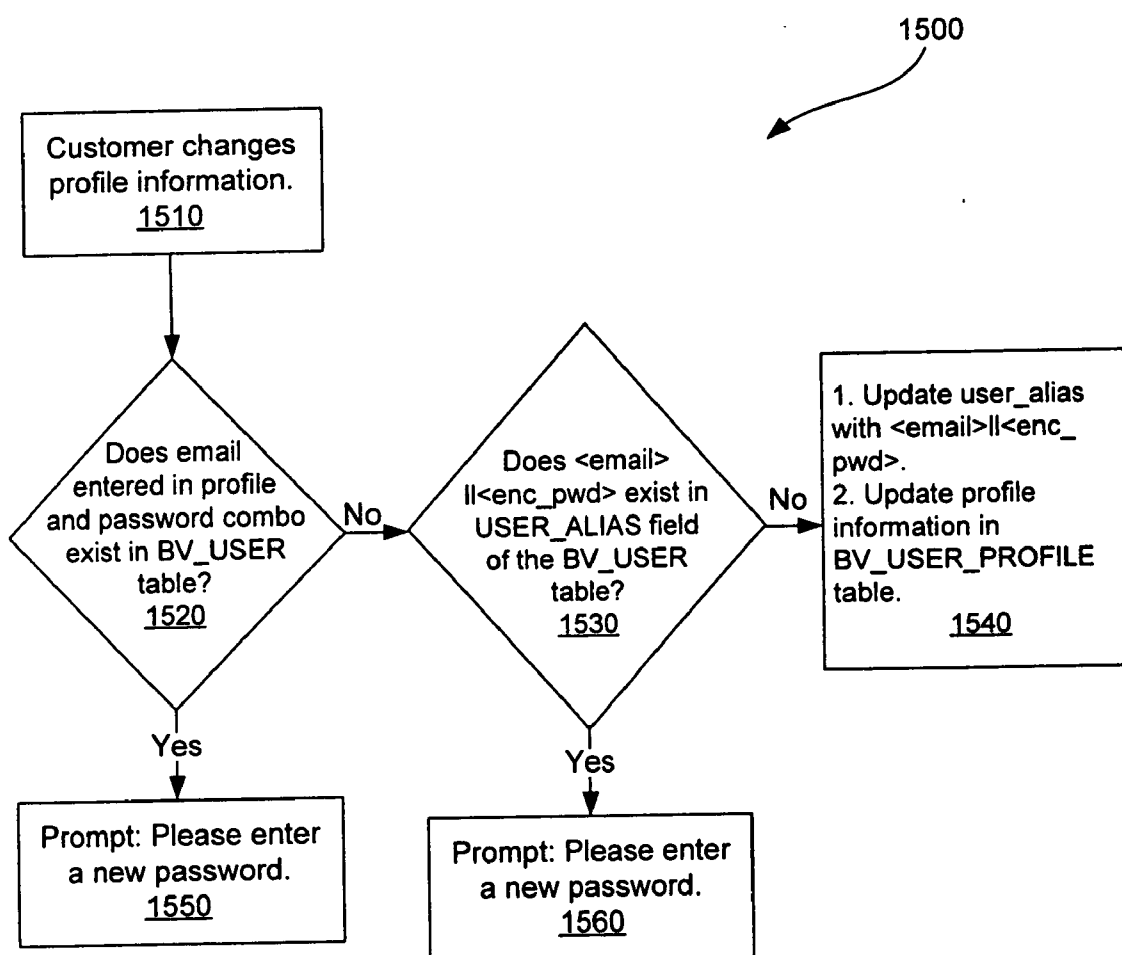 1500
Customer changes
profile information.
1510
Does email
entered in profile
and password combo
exist in BV_USER
table?
1520
No
Does <email>
||<enc_pwd> exist in
USER_ALIAS field
of the BV_USER
table?
1530
No
1. Update user_alias
with <email>||<enc_
pwd>.
2. Update profile
information in
BV_USER_PROFILE
table.
1540
Yes
Prompt: Please enter
a new password.
1550
Yes
Prompt: Please enter
a new password.
1560